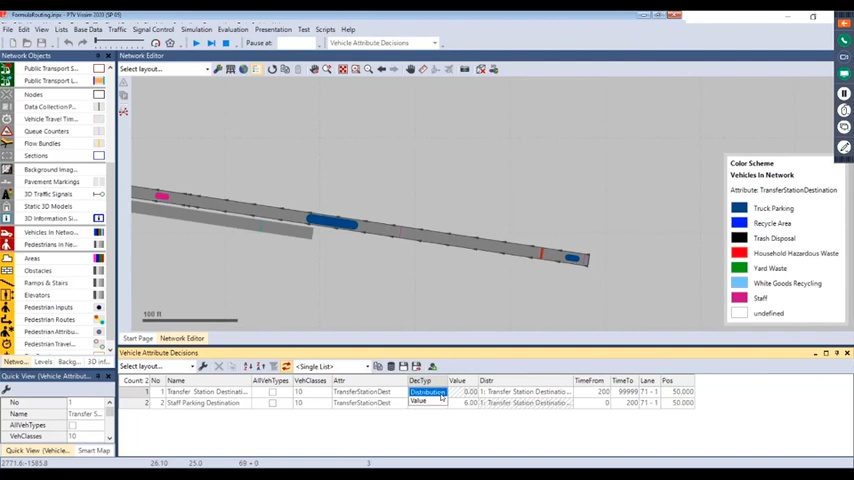 FormulaRouting.inpx - PTV Vissim 2023 (SP 05)
File Edit View Lists Base Data Traffic Signal Control Simulation Evaluation Presentation Test Scripts Help
Pause at: Vehicle Attribute Decisions
Network Objects
Network Editor
Select layout...
Public Transport S...
Public Transport L...
Nodes
Data Collection P...
Vehicle Travel Tim...
Queue Counters
Flow Bundles
Sections
Background Imag...
Pavement Markings
3D Traffic Signals
Static 3D Models
3D Information Si...
Vehicles In Netwo...
Pedestrians In Ne...
Areas
Obstacles
Ramps & Stairs
Elevators
Pedestrian Inputs
Pedestrian Routes
Pedestrian Attribu...
Pedestrian Travel ...
Netwo... Levels Backg... 3D inf...
Color Scheme
Vehicles In Network
Attribute: TransferStationDestination
Truck Parking
Recycle Area
Trash Disposal
Household Hazardous Waste
Yard Waste
White Goods Recycling
Staff
undefined
100 ft
Start Page Network Editor
Quick View (Vehicle Attribut...
No 1
Name Transfer S...
AllVehTypes
VehClasses 10
Quick View (Vehicle... Smart Map
Vehicle Attribute Decisions
Select layout... <Single List>
Count: 2 No Name AllVehTypes VehClasses Attr DecTyp Value Distr TimeFrom TimeTo Lane Pos
1 1 Transfer Station Destinatio... 10 TransferStationDest Distribution 0.00 1: Transfer Station Destinatio... 200 99999 71 - 1 50.000
2 2 Staff Parking Destination 10 TransferStationDest Value 6.00 1: Transfer Station Destinatio... 0 200 71 - 1 50.000
2771.6:-1585.8 26.10 25.0 69 + 0 3